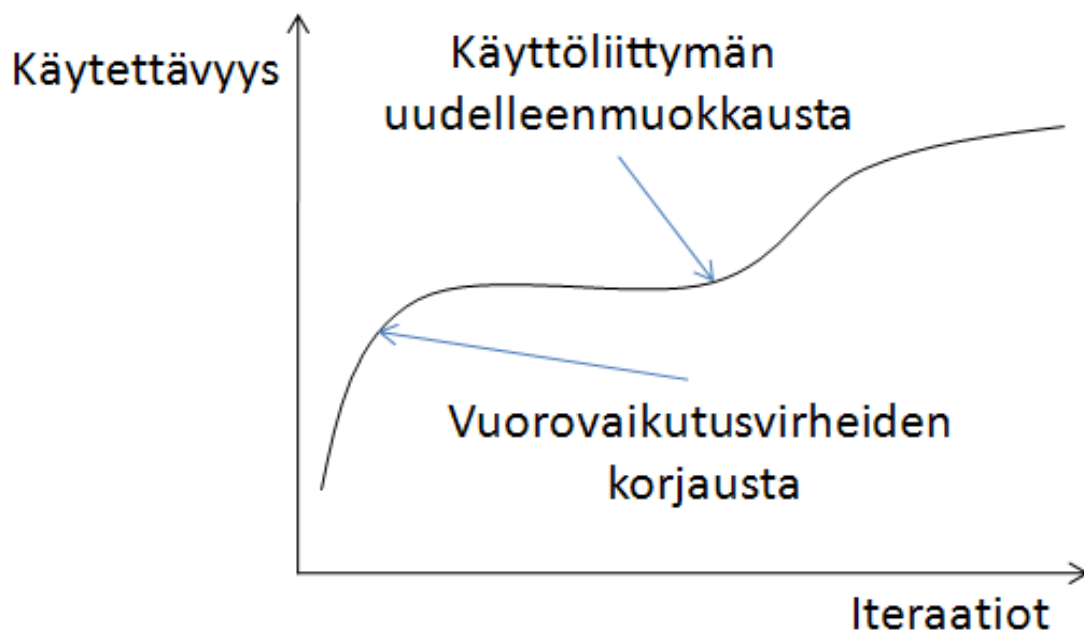 Käytettävyys
Käyttöliittymän
uudelleenmuokkausta
Vuorovaikutusvirheiden
korjausta
Iteraatiot